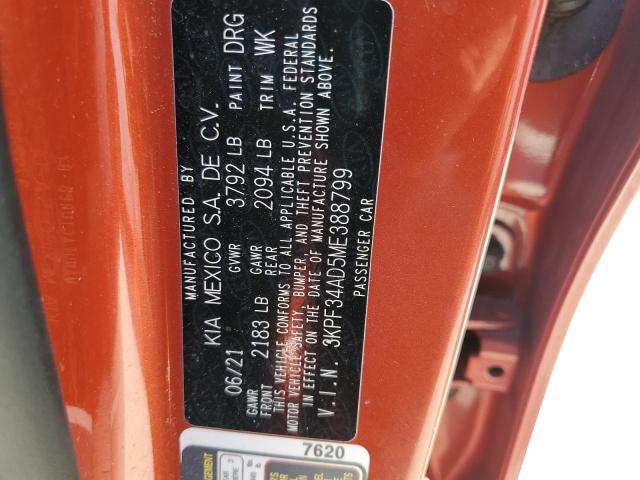 MANUFACTURED BY
KIA MEXICO S.A. DE C.V.
06/21 GVWR 3792 LB PAINT DRG
GAWR FRONT 2183 LB GAWR REAR 2094 LB TRIM WK
THIS VEHICLE CONFORMS TO ALL APPLICABLE U.S.A. FEDERAL
MOTOR VEHICLE SAFETY, BUMPER, AND THEFT PREVENTION STANDARDS
IN EFFECT ON THE DATE OF MANUFACTURE SHOWN ABOVE.
V.I.N. 3KPF34AD5ME388799
PASSENGER CAR
7620